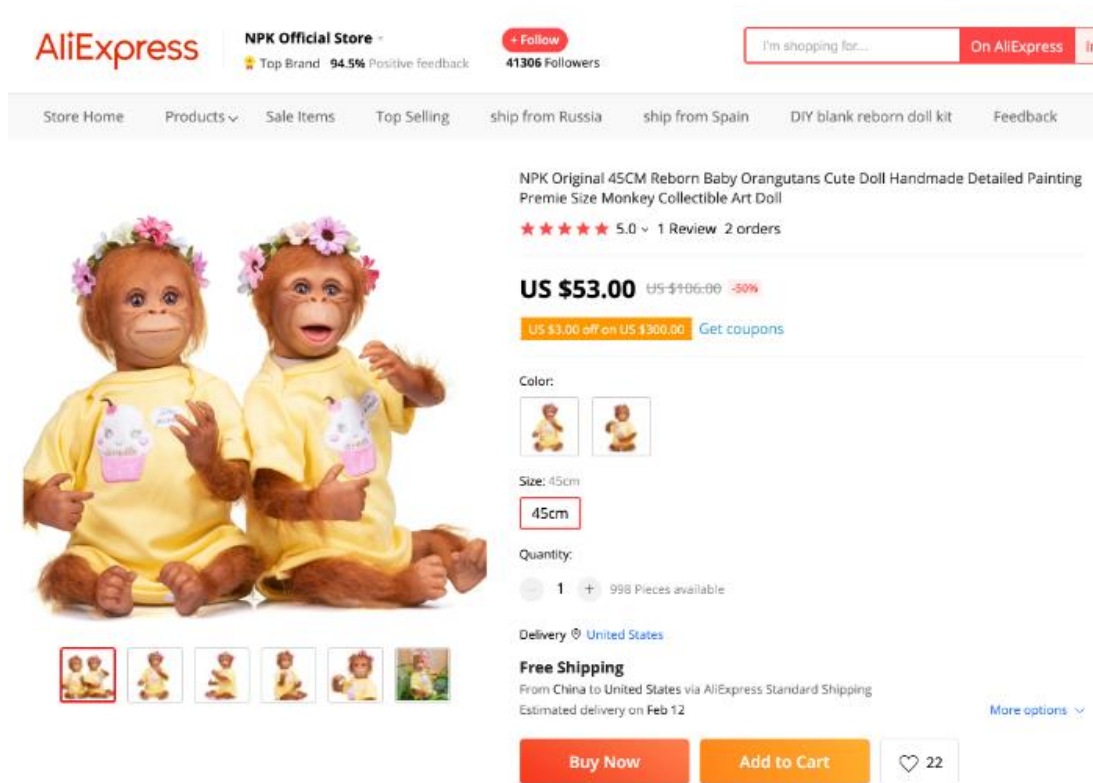 AliExpress
NPK Official Store
Top Brand 94.5% Positive feedback
+ Follow
41306 Followers
I'm shopping for...
On AliExpress
Store Home Products Sale Items Top Selling ship from Russia ship from Spain DIY blank reborn doll kit Feedback
NPK Original 45CM Reborn Baby Orangutans Cute Doll Handmade Detailed Painting
Premie Size Monkey Collectible Art Doll
5.0 1 Review 2 orders
US $53.00 US $106.00 -50%
US $3.00 off on US $300.00 Get coupons
Color:
Size: 45cm
45cm
Quantity:
- 1 + 998 Pieces available
Delivery United States
Free Shipping
From China to United States via AliExpress Standard Shipping
Estimated delivery on Feb 12 More options
Buy Now Add to Cart 22